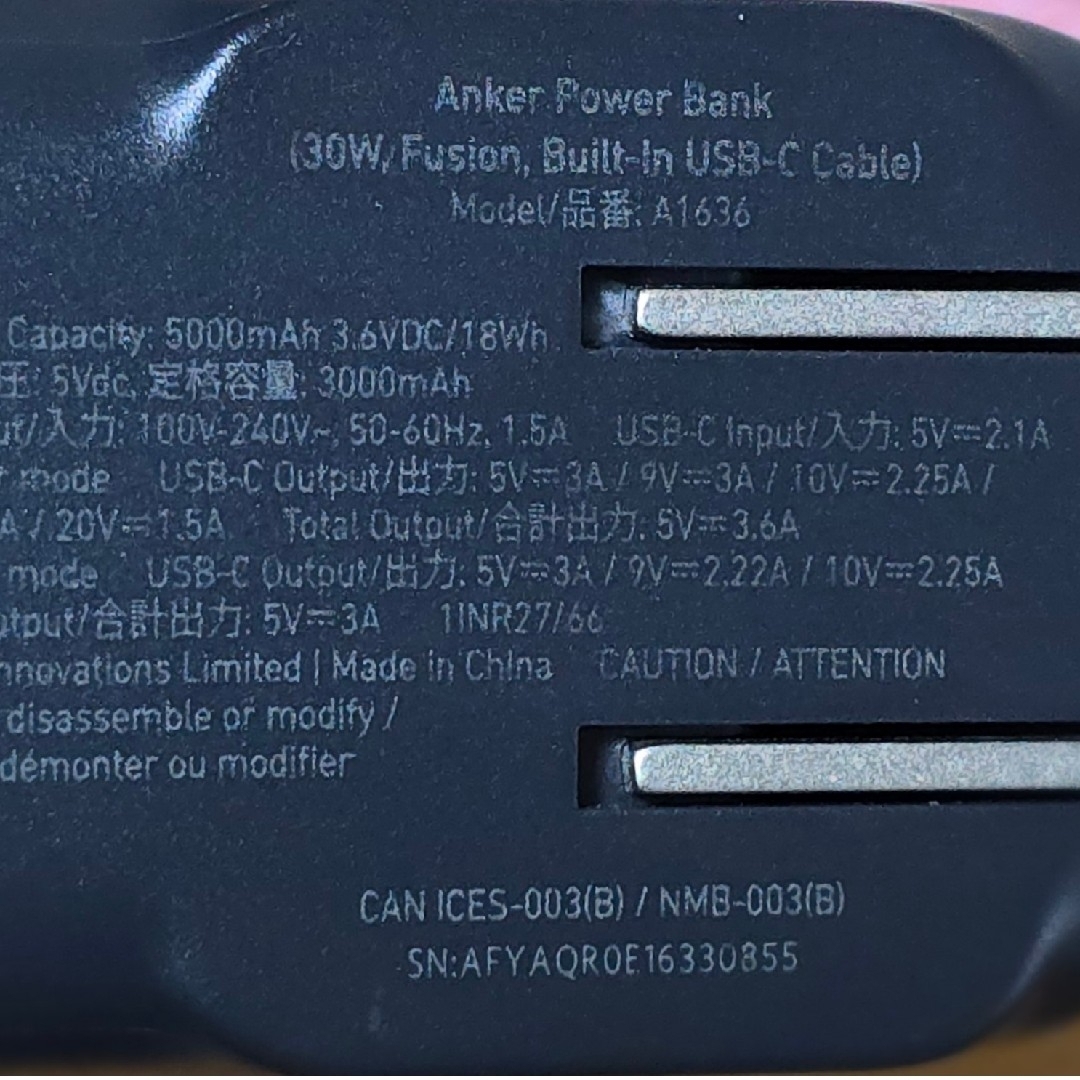 Anker Power Bank
(30W, Fusion, Built-In USB-C Cable)
Model/品番: A1636
Capacity: 5000mAh 3.6VDC/18Wh
圧: 5Vdc, 定格容量: 3000mAh
ut/入力: 100V-240V~, 50-60Hz, 1.5A USB-C Input/入力: 5V⎓2.1A
r mode USB-C Output/出力: 5V⎓3A / 9V⎓3A / 10V⎓2.25A /
A / 20V⎓1.5A Total Output/合計出力: 5V⎓3.6A
mode USB-C Output/出力: 5V⎓3A / 9V⎓2.22A / 10V⎓2.25A
utput/合計出力: 5V⎓3A 1INR27/66
nnovations Limited | Made in China CAUTION / ATTENTION
disassemble or modify /
démonter ou modifier
CAN ICES-003(B) / NMB-003(B)
SN:AFYAQR0E16330855